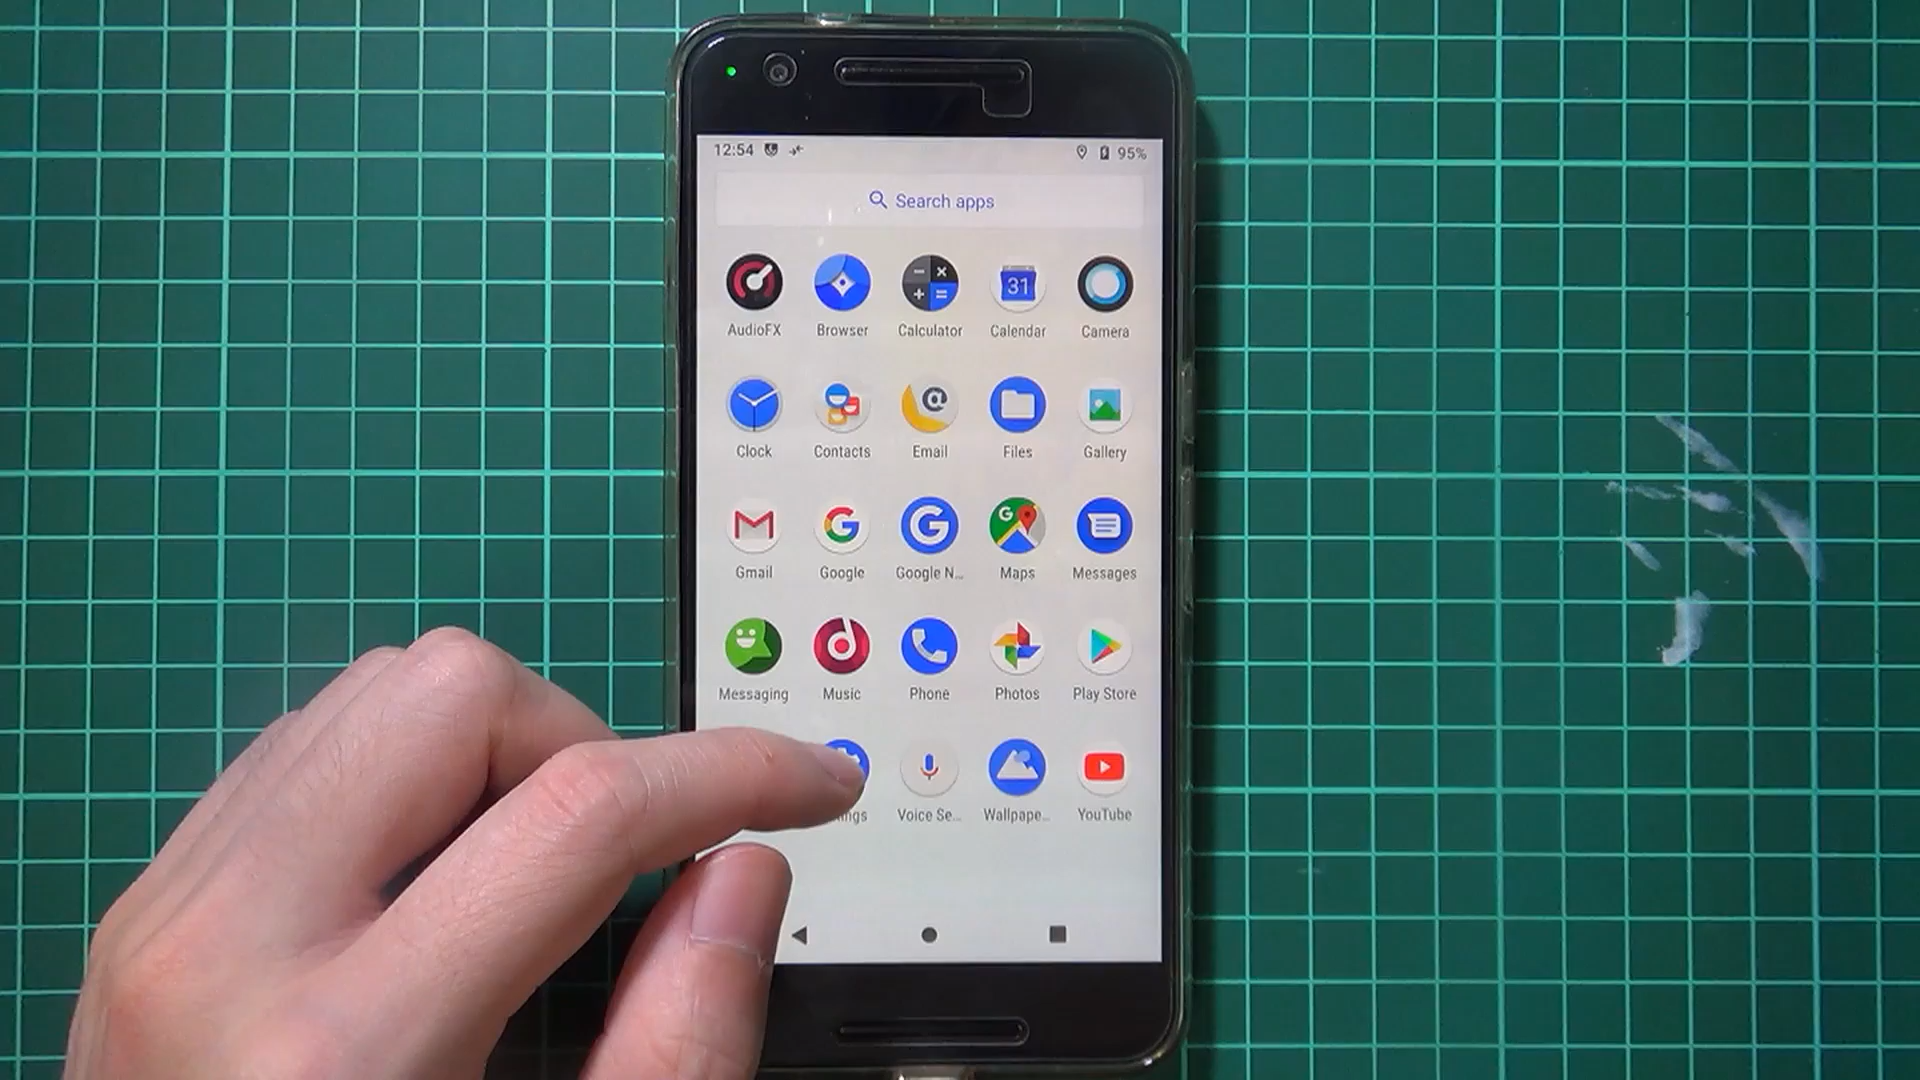 12:54 95%
Search apps
AudioFX Browser Calculator Calendar Camera
31
Clock Contacts Email Files Gallery
Gmail Google Google N... Maps Messages
Messaging Music Phone Photos Play Store
ings Voice Se... Wallpape... YouTube